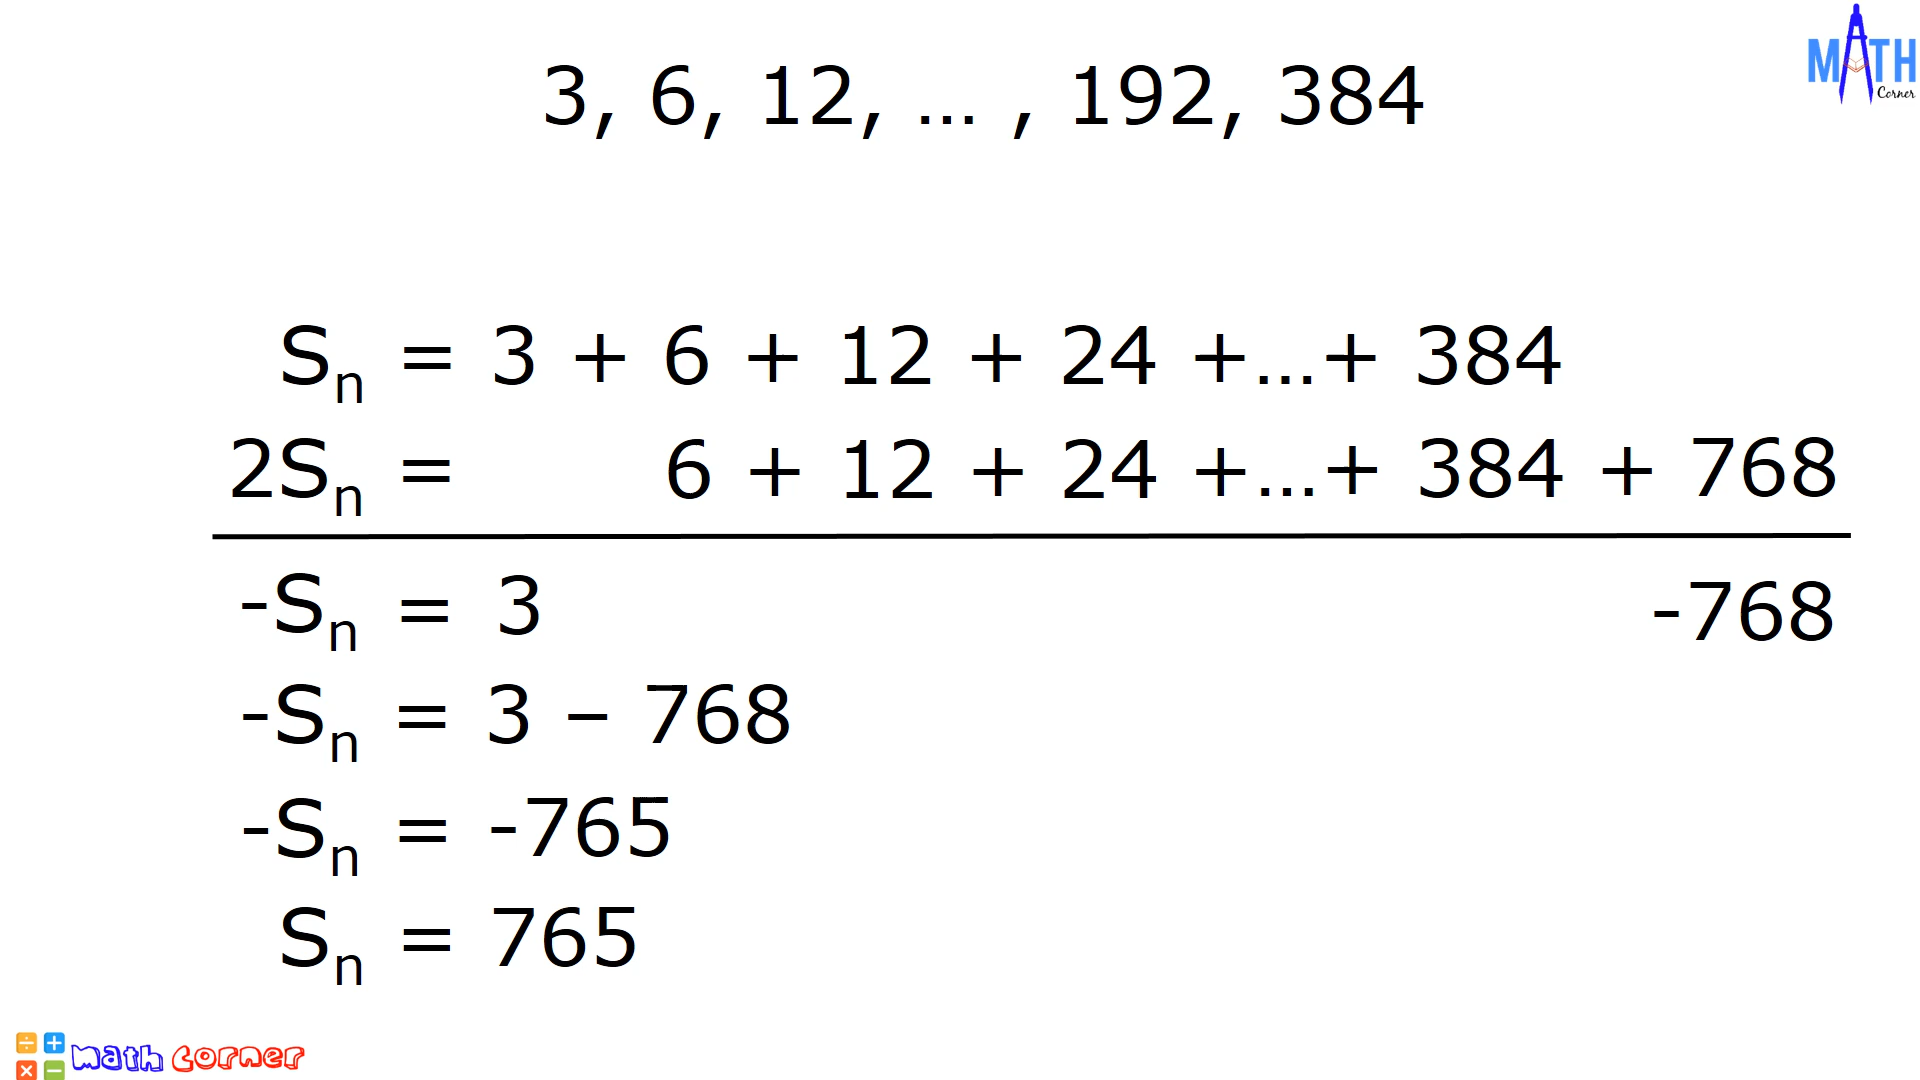 3, 6, 12, ... , 192, 384
MATH
Corner
Sn = 3 + 6 + 12 + 24 +...+ 384
2Sn = 6 + 12 + 24 +...+ 384 + 768
-Sn = 3 -768
-Sn = 3 – 768
-Sn = -765
Sn = 765
÷ +
× −
math corner